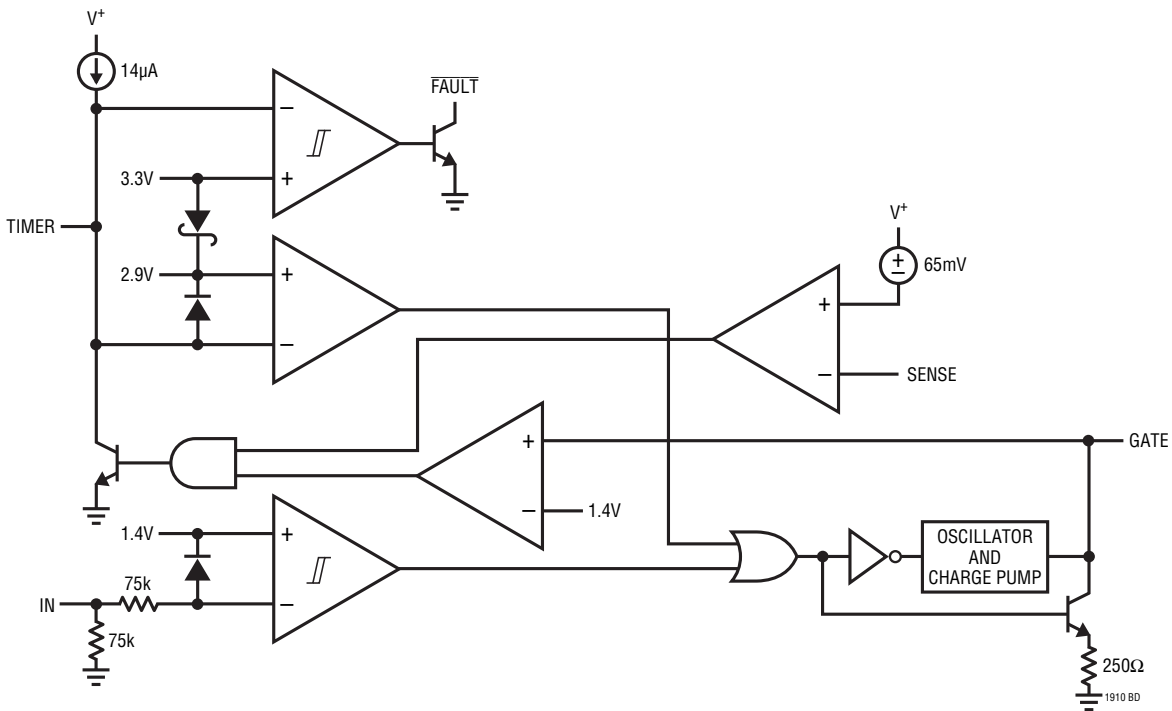 V+
14µA
FAULT
−
3.3V
+
TIMER
V+
2.9V
+
+
−
65mV
+
−
−
SENSE
+
GATE
−
1.4V
1.4V
+
OSCILLATOR
AND
CHARGE PUMP
75k
IN
−
75k
250Ω
1910 BD